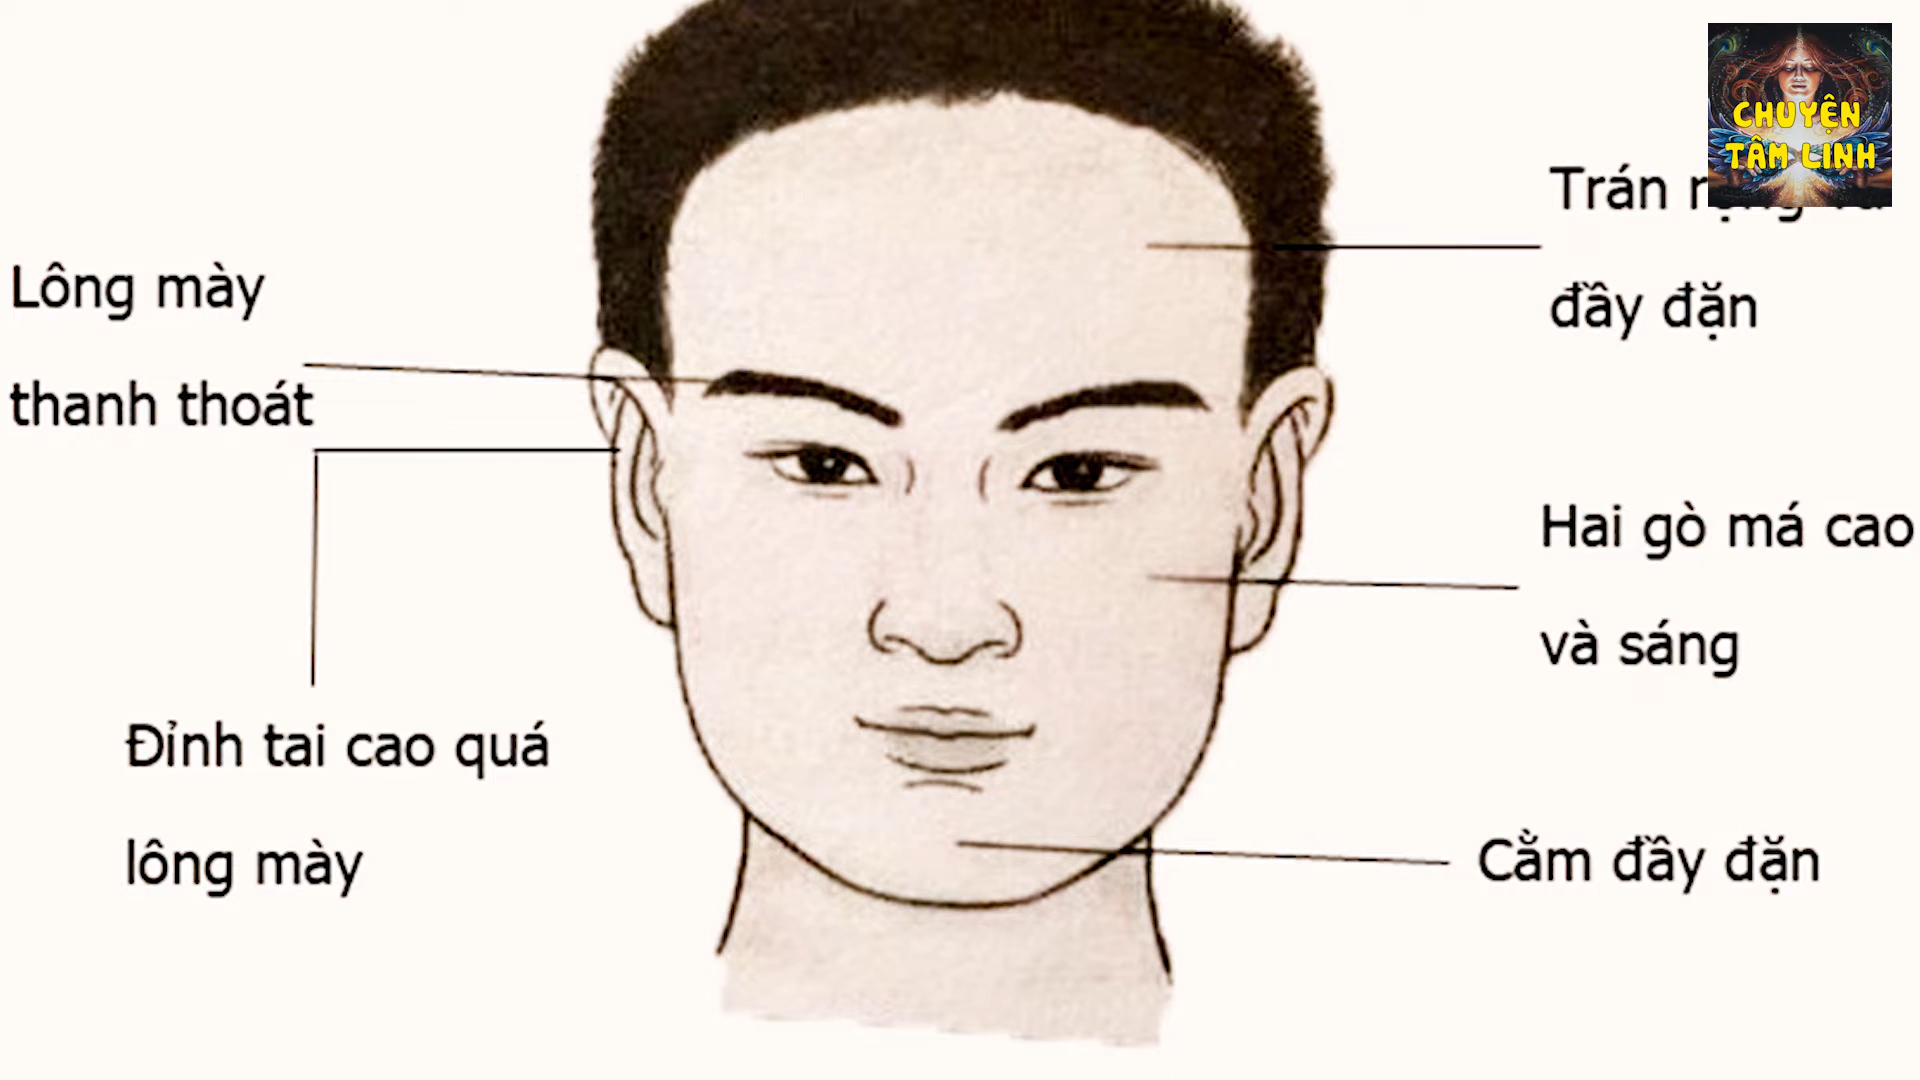 CHUYỆN
TÂM LINH
Trán
đầy đặn
Lông mày
thanh thoát
Hai gò má cao
và sáng
Đỉnh tai cao quá
lông mày
Cằm đầy đặn